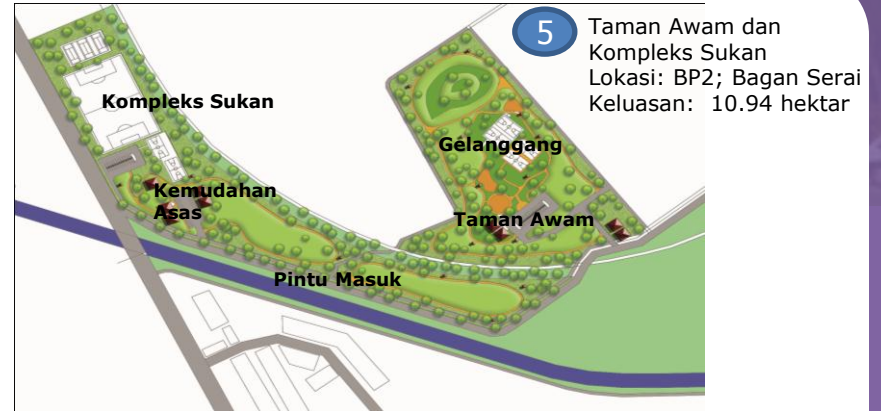 5
Taman Awam dan
Kompleks Sukan
Lokasi: BP2; Bagan Serai
Keluasan: 10.94 hektar
Kompleks Sukan
Gelanggang
Kemudahan
Asas
Taman Awam
Pintu Masuk